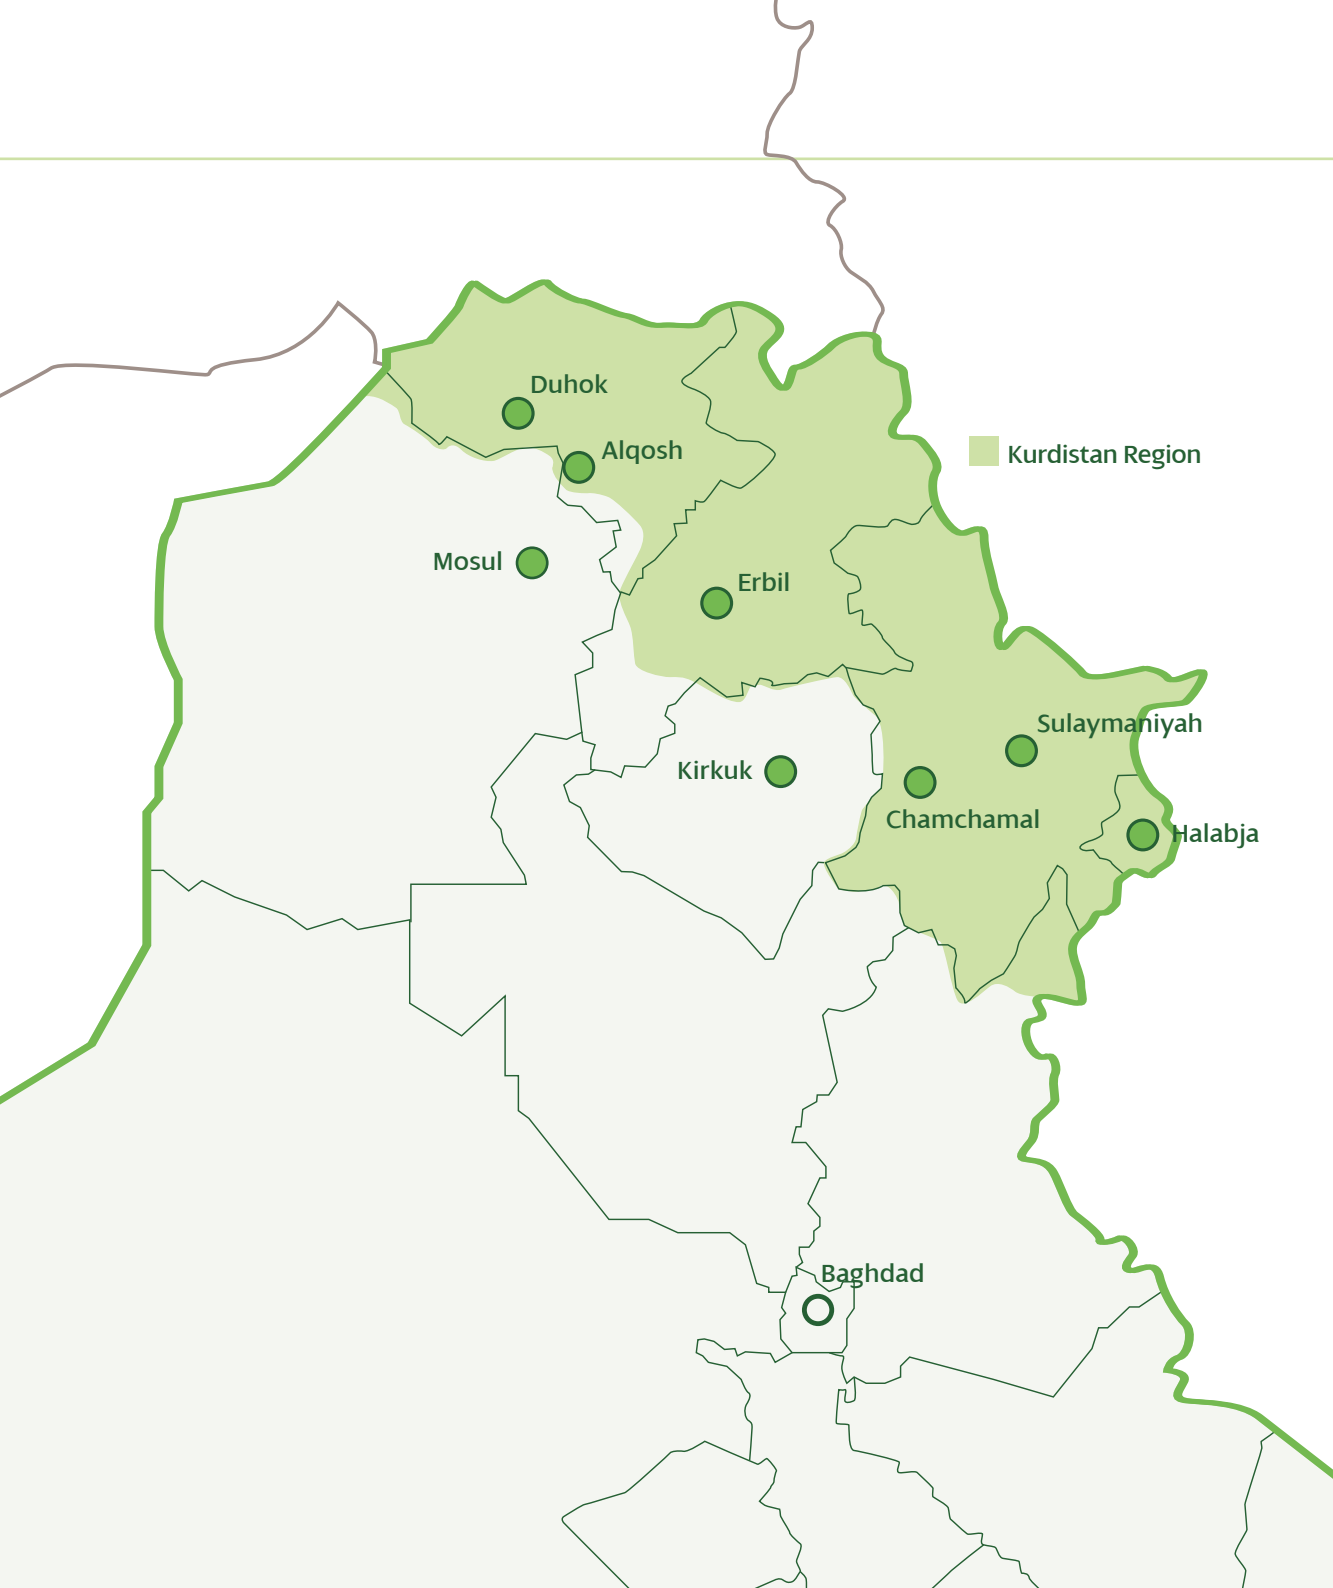 Duhok
Alqosh
Kurdistan Region
Mosul
Erbil
Sulaymaniyah
Kirkuk
Chamchamal
Halabja
Baghdad